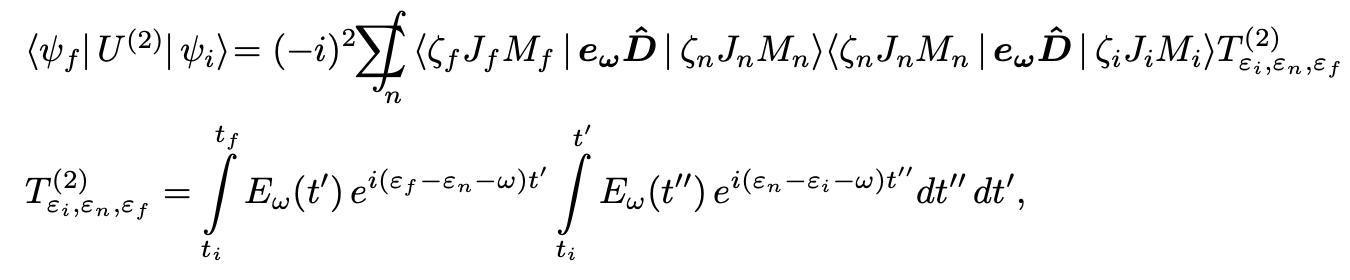 ⟨ψ_f| U^{(2)}| ψ_i⟩ = (−i)^2 ⨋_n ⟨ζ_f J_f M_f | e_ω D̂ | ζ_n J_n M_n⟩⟨ζ_n J_n M_n | e_ω D̂ | ζ_i J_i M_i⟩T^{(2)}_{ε_i,ε_n,ε_f}
T^{(2)}_{ε_i,ε_n,ε_f} = ∫_{t_i}^{t_f} E_ω(t′) e^{i(ε_f−ε_n−ω)t′} ∫_{t_i}^{t′} E_ω(t″) e^{i(ε_n−ε_i−ω)t″} dt″ dt′,